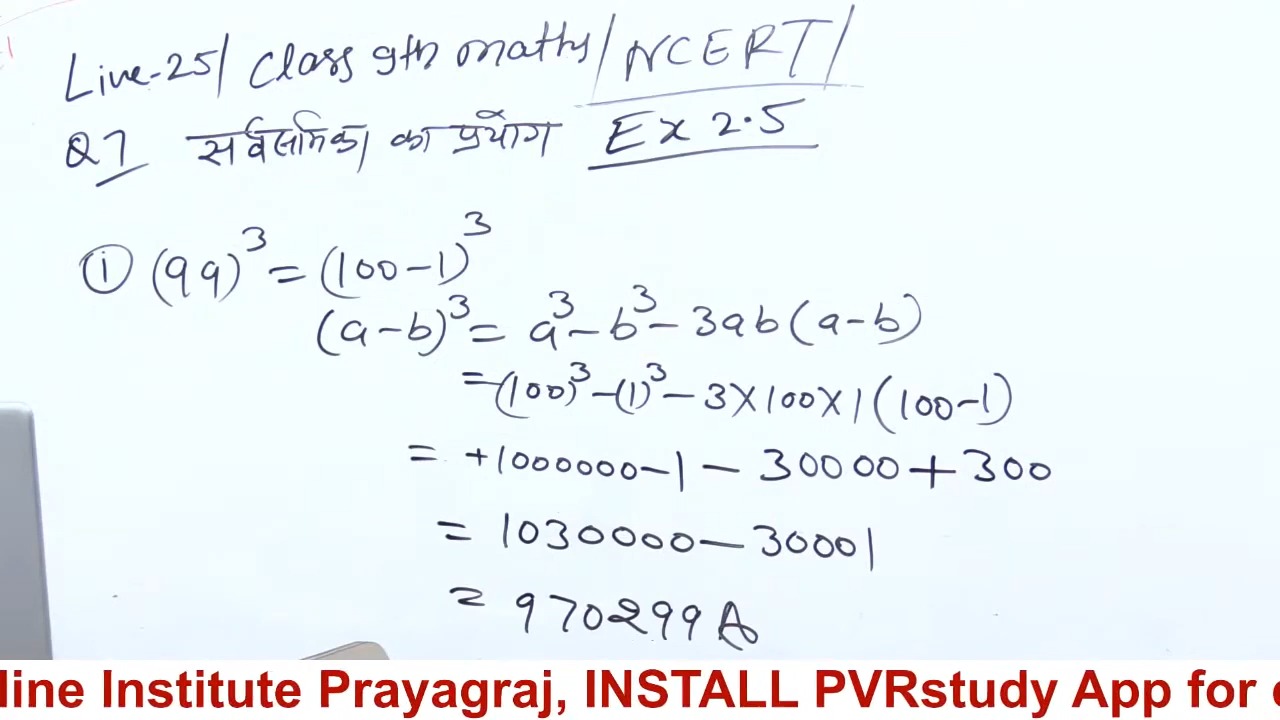 Live-25/ Class 9th maths/NCERT/
Q7 सर्वसमिका का प्रयोग Ex 2.5
① (99)³ = (100-1)³
(a-b)³ = a³-b³-3ab(a-b)
=(100)³-(1)³-3×100×1(100-1)
= +1000000-1-30000+300
= 1030000-30001
= 970299 A
line Institute Prayagraj, INSTALL PVRstudy App for